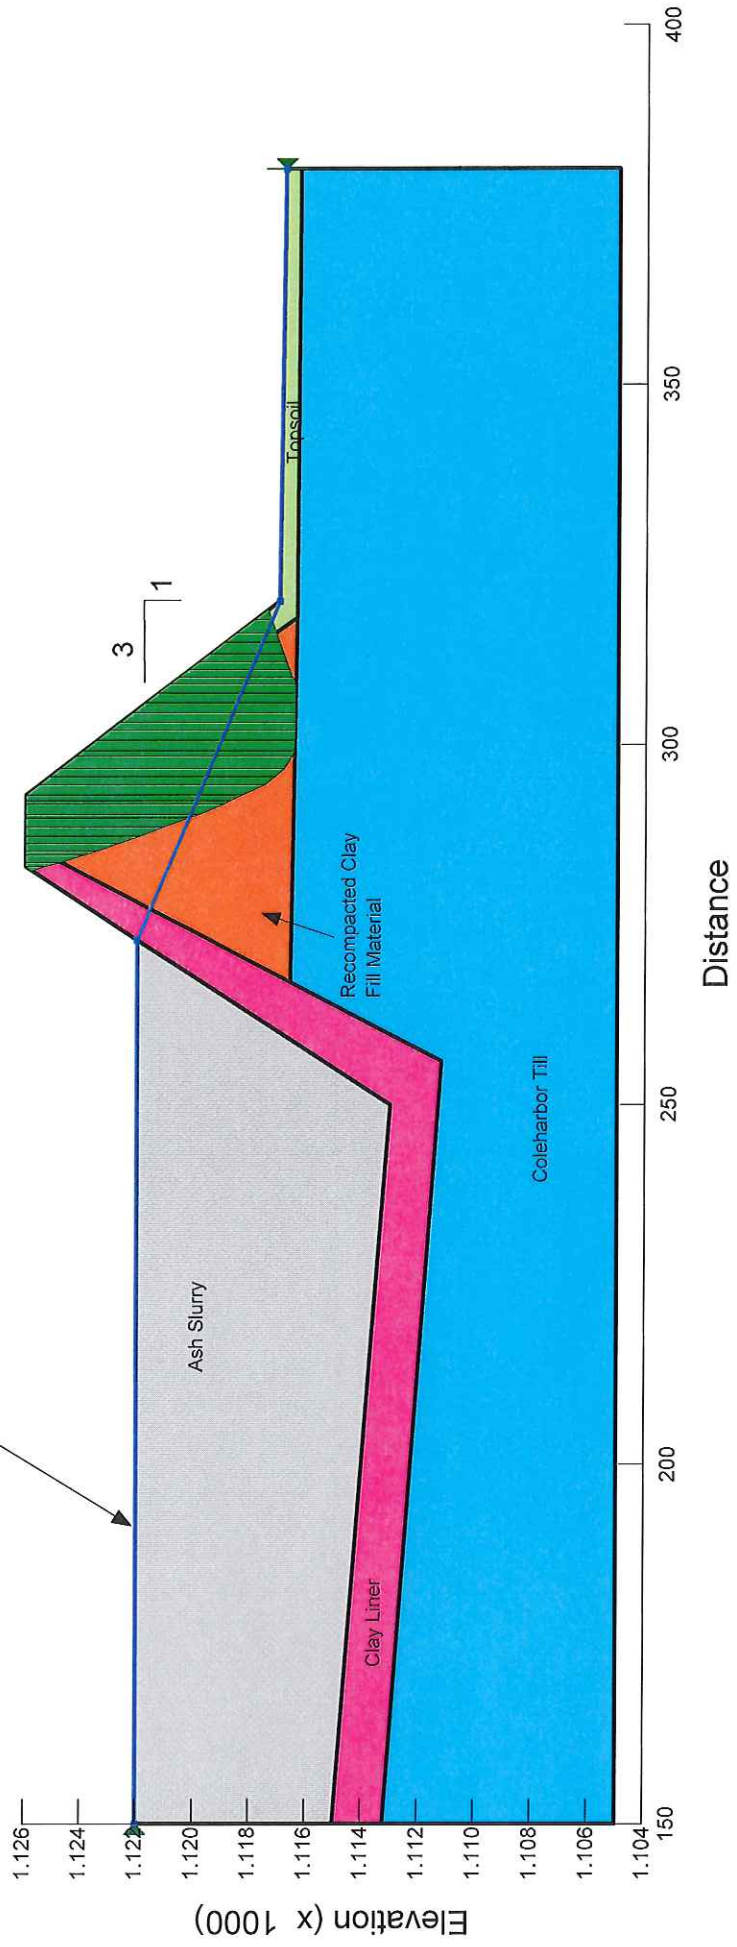 3
1
Topsoil
Recompacted Clay
Fill Material
Ash Slurry
Coleharbor Till
Clay Liner
Elevation (x 1000)
1.126
1.124
1.122
1.120
1.118
1.116
1.114
1.112
1.110
1.108
1.106
1.104
150
200
250
300
350
400
Distance